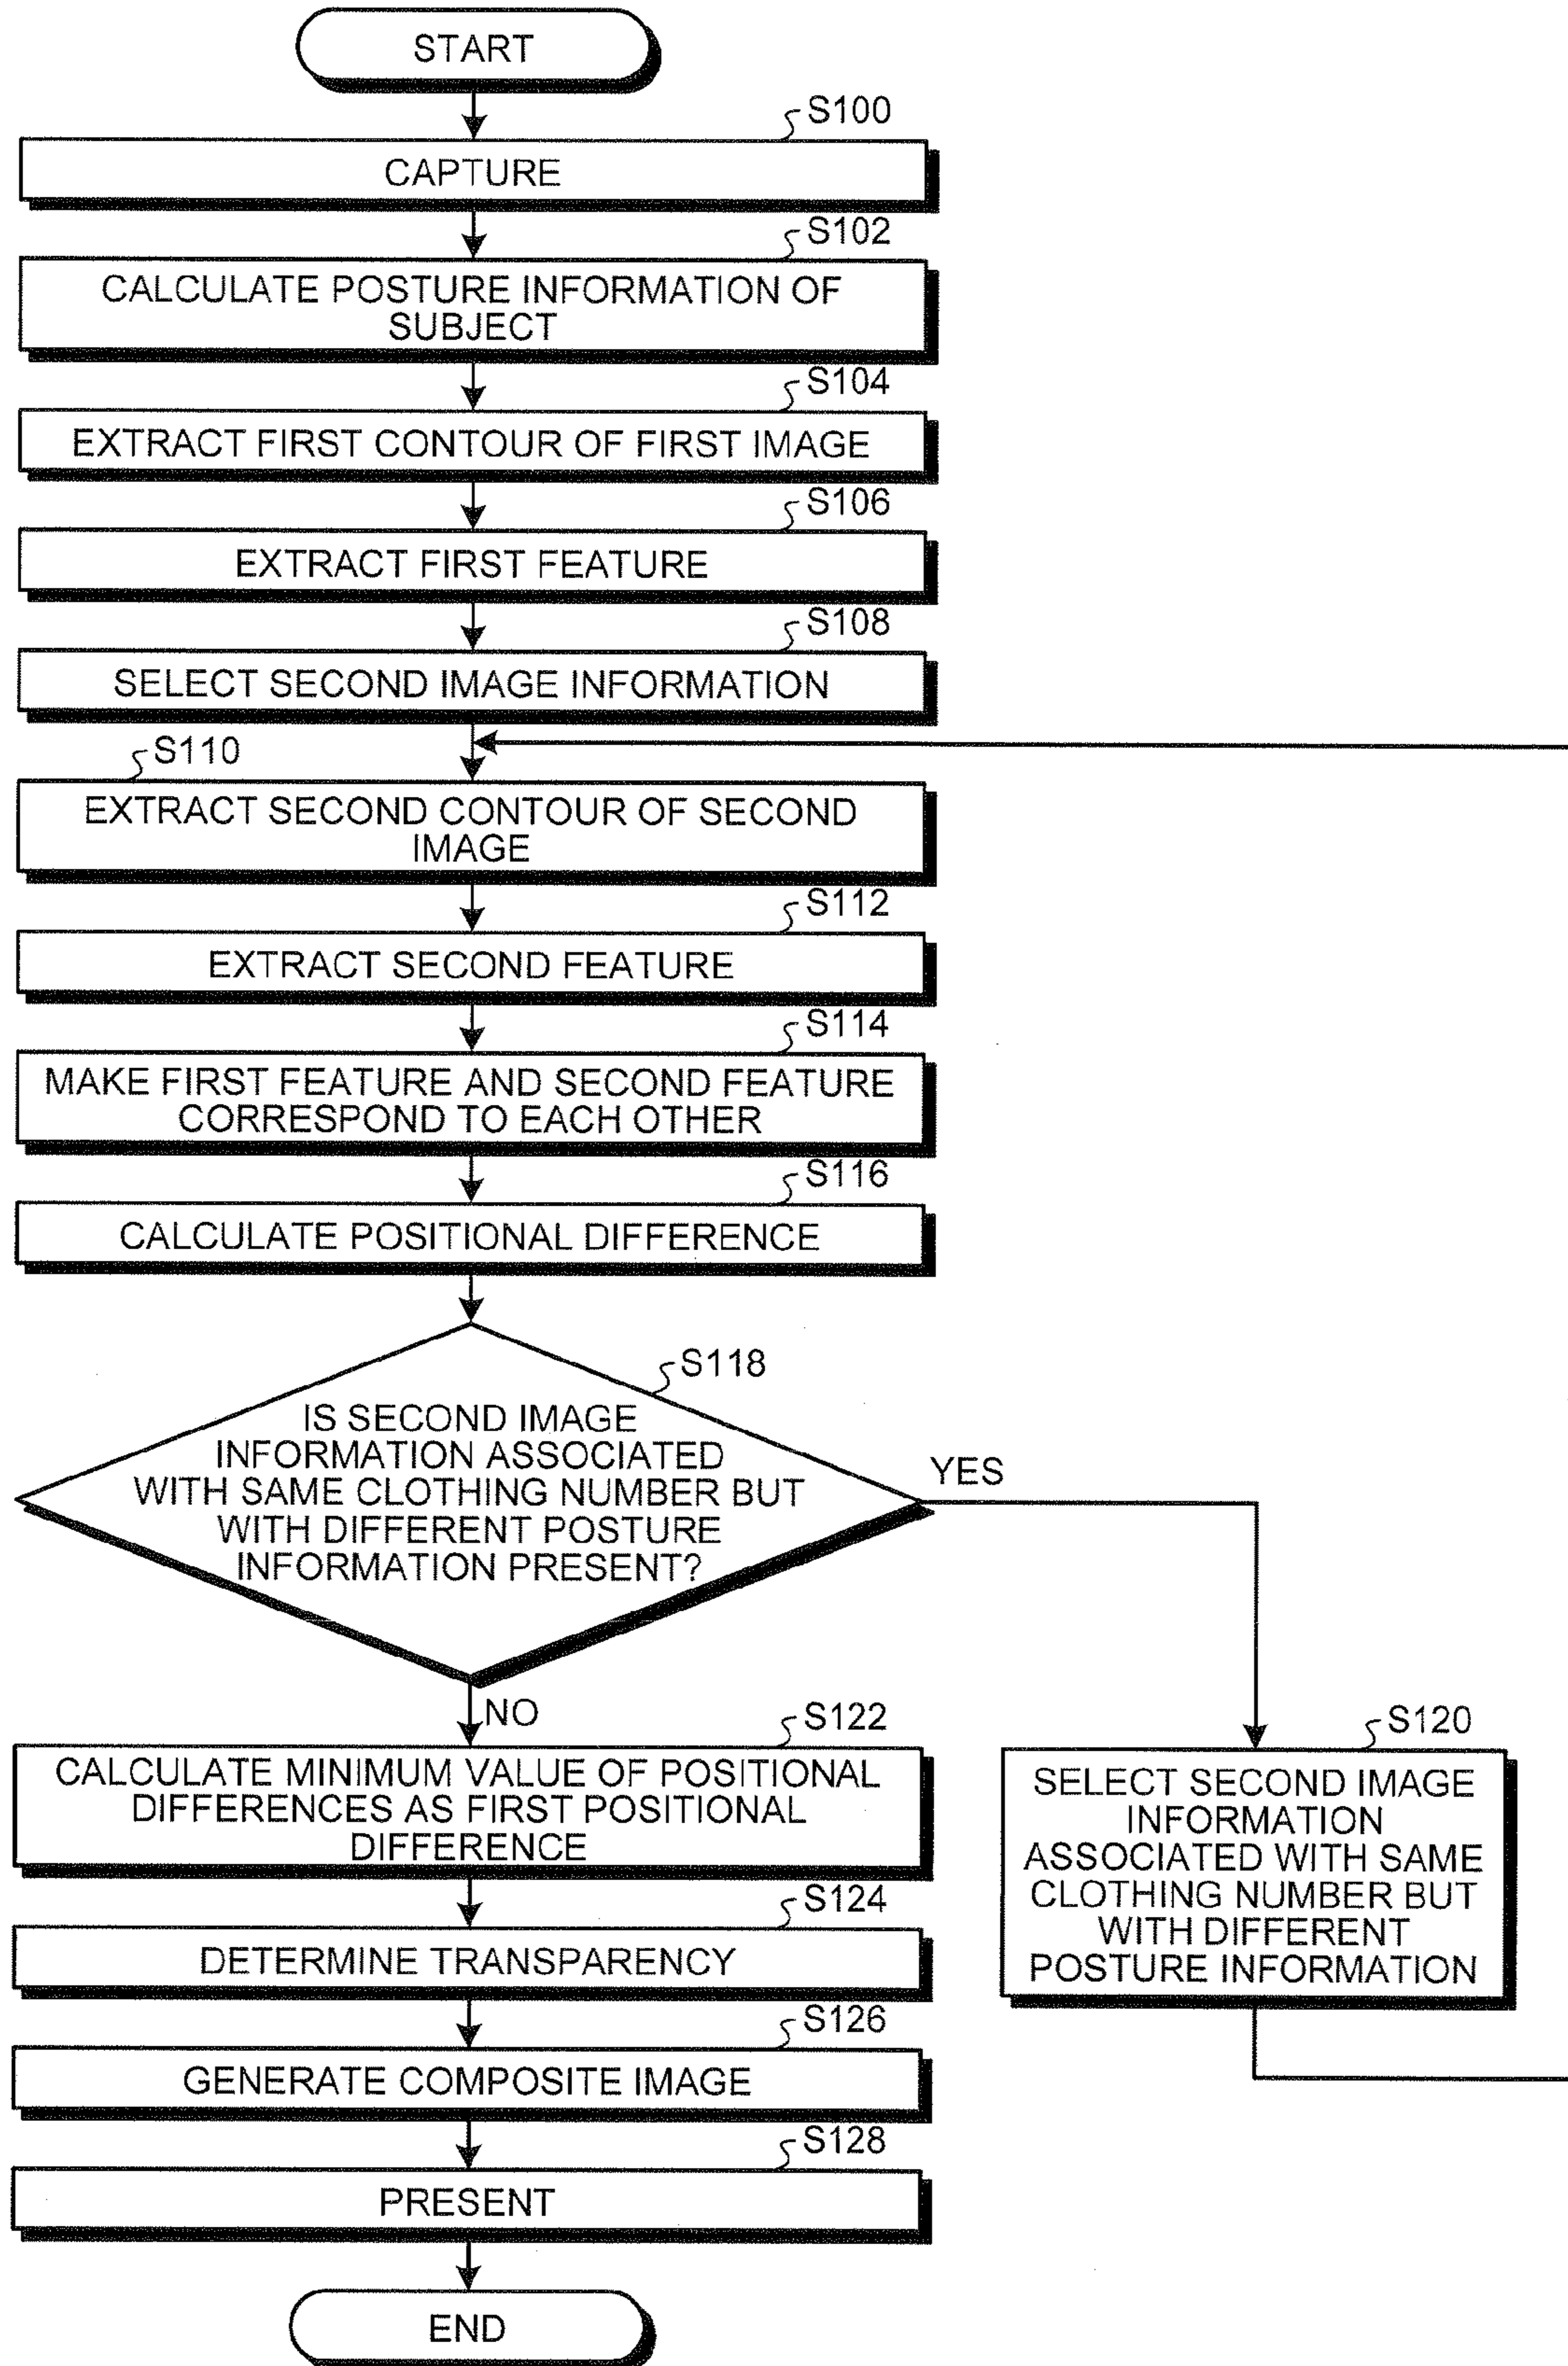 START
S100
CAPTURE
S102
CALCULATE POSTURE INFORMATION OF
SUBJECT
S104
EXTRACT FIRST CONTOUR OF FIRST IMAGE
S106
EXTRACT FIRST FEATURE
S108
SELECT SECOND IMAGE INFORMATION
S110
EXTRACT SECOND CONTOUR OF SECOND
IMAGE
S112
EXTRACT SECOND FEATURE
S114
MAKE FIRST FEATURE AND SECOND FEATURE
CORRESPOND TO EACH OTHER
S116
CALCULATE POSITIONAL DIFFERENCE
S118
IS SECOND IMAGE
INFORMATION ASSOCIATED
WITH SAME CLOTHING NUMBER BUT
WITH DIFFERENT POSTURE
INFORMATION PRESENT?
YES
S120
SELECT SECOND IMAGE
INFORMATION
ASSOCIATED WITH SAME
CLOTHING NUMBER BUT
WITH DIFFERENT
POSTURE INFORMATION
NO
S122
CALCULATE MINIMUM VALUE OF POSITIONAL
DIFFERENCES AS FIRST POSITIONAL
DIFFERENCE
S124
DETERMINE TRANSPARENCY
S126
GENERATE COMPOSITE IMAGE
S128
PRESENT
END